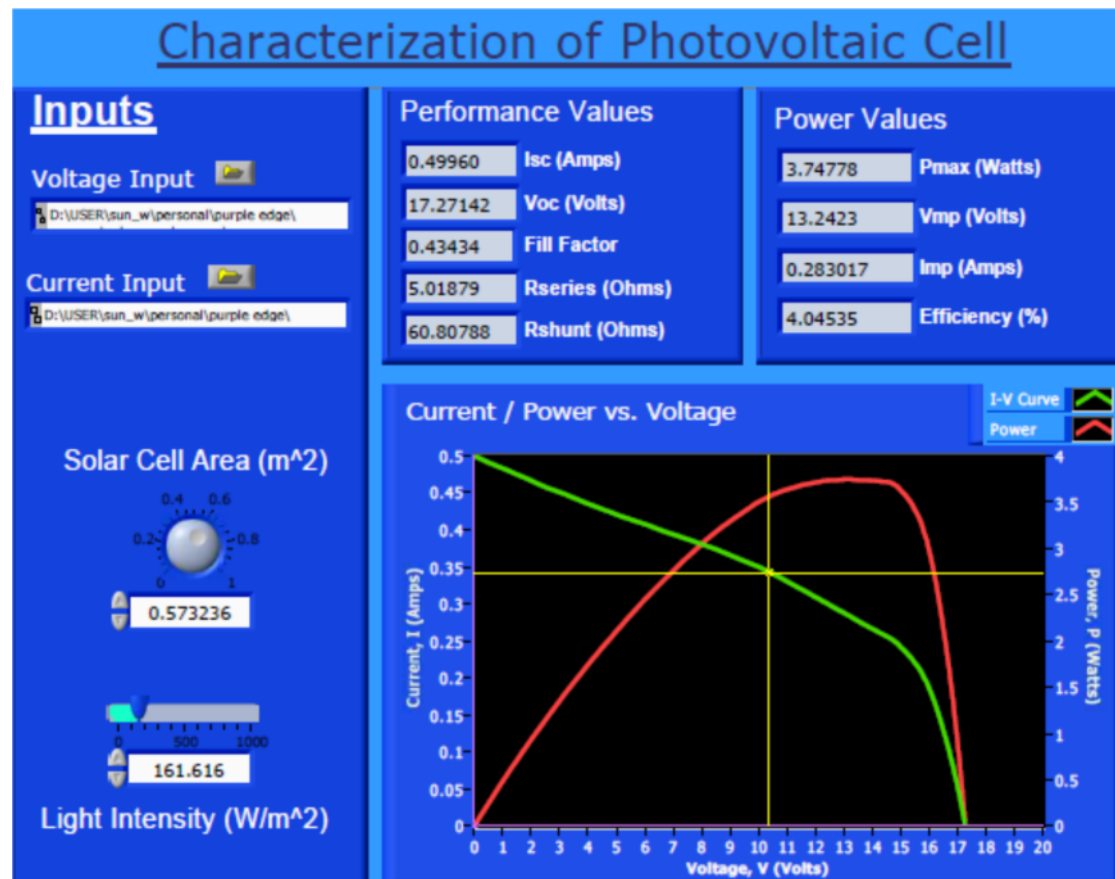 Characterization of Photovoltaic Cell
Inputs
Voltage Input
D:\USER\sun_w\personal\purple edge\
Current Input
D:\USER\sun_w\personal\purple edge\
Solar Cell Area (m^2)
0.4 0.6
0.2 0.8
0 1
0.573236
0 500 1000
161.616
Light Intensity (W/m^2)
Performance Values
0.49960 Isc (Amps)
17.27142 Voc (Volts)
0.43434 Fill Factor
5.01879 Rseries (Ohms)
60.80788 Rshunt (Ohms)
Power Values
3.74778 Pmax (Watts)
13.2423 Vmp (Volts)
0.283017 Imp (Amps)
4.04535 Efficiency (%)
Current / Power vs. Voltage
I-V Curve
Power
Current, I (Amps)
0.5
0.45
0.4
0.35
0.3
0.25
0.2
0.15
0.1
0.05
0
4
3.5
3
2.5
2
1.5
1
0.5
0
Power, P (Watts)
0 1 2 3 4 5 6 7 8 9 10 11 12 13 14 15 16 17 18 19 20
Voltage, V (Volts)